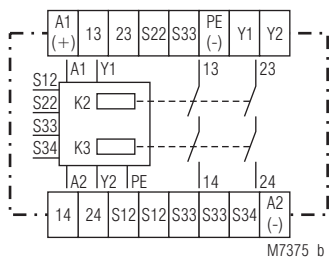 A1 (+) 13 23 S22 S33 PE (-) Y1 Y2
A1 Y1 13 23
S12
S22
S33
S34
K2
K3
A2 Y2 PE 14 24
14 24 S12 S12 S33 S33 S34 A2 (-)
M7375 b